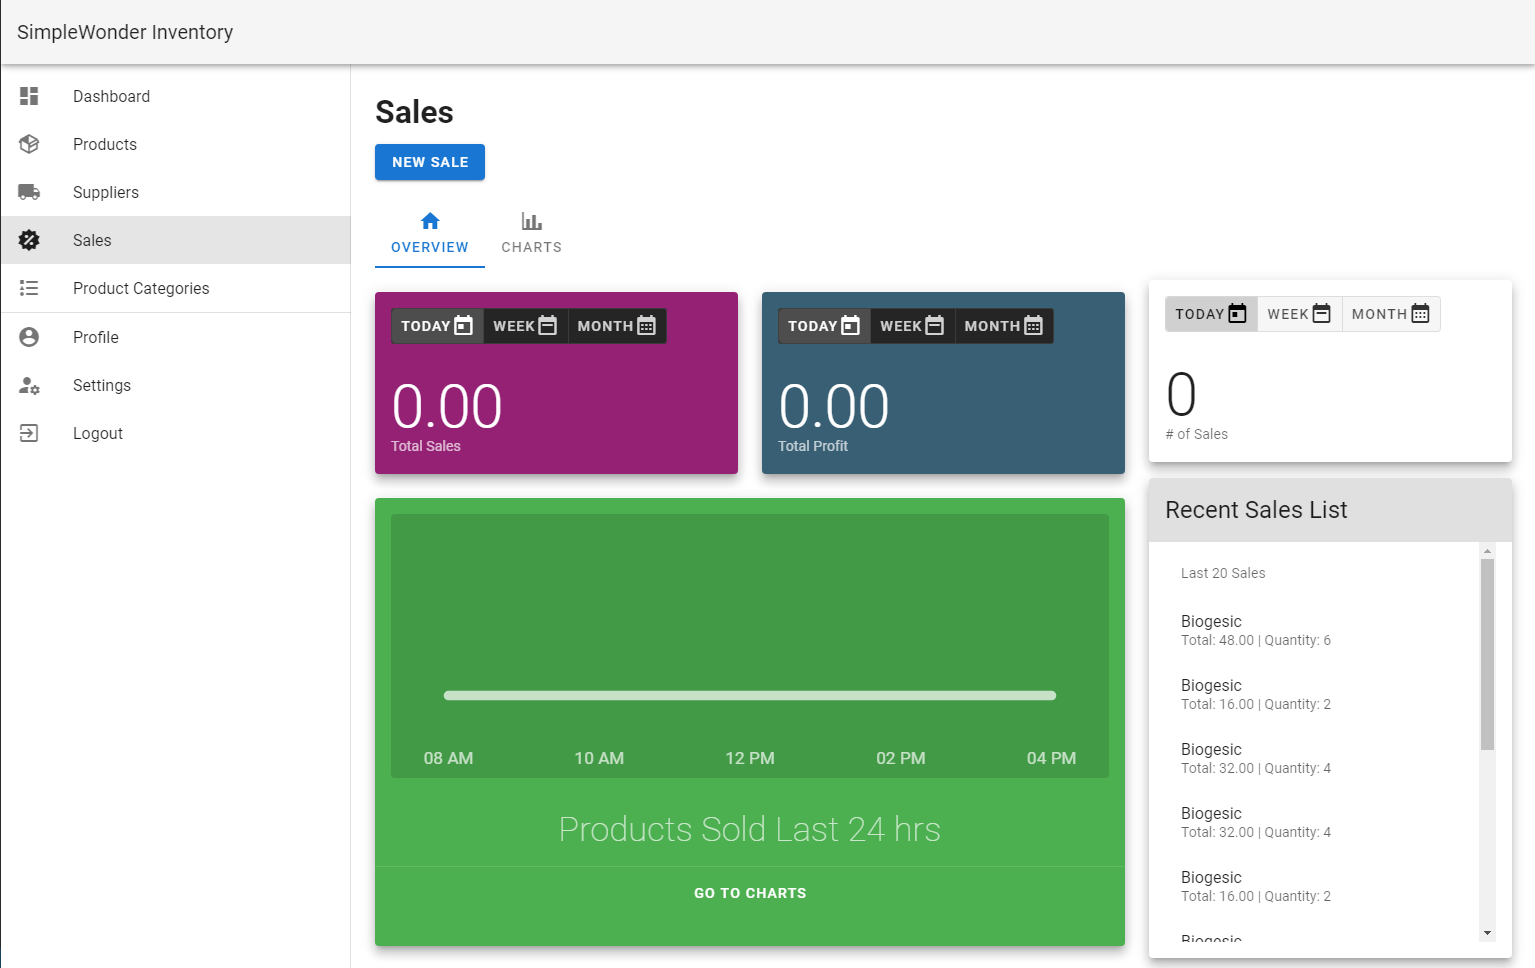 SimpleWonder Inventory
Dashboard
Products
Suppliers
Sales
Product Categories
Profile
Settings
Logout
Sales
NEW SALE
OVERVIEW
CHARTS
TODAY
WEEK
MONTH
0.00
Total Sales
TODAY
WEEK
MONTH
0.00
Total Profit
TODAY
WEEK
MONTH
0
# of Sales
08 AM
10 AM
12 PM
02 PM
04 PM
Products Sold Last 24 hrs
GO TO CHARTS
Recent Sales List
Last 20 Sales
Biogesic
Total: 48.00 | Quantity: 6
Biogesic
Total: 16.00 | Quantity: 2
Biogesic
Total: 32.00 | Quantity: 4
Biogesic
Total: 32.00 | Quantity: 4
Biogesic
Total: 16.00 | Quantity: 2
Biogesic